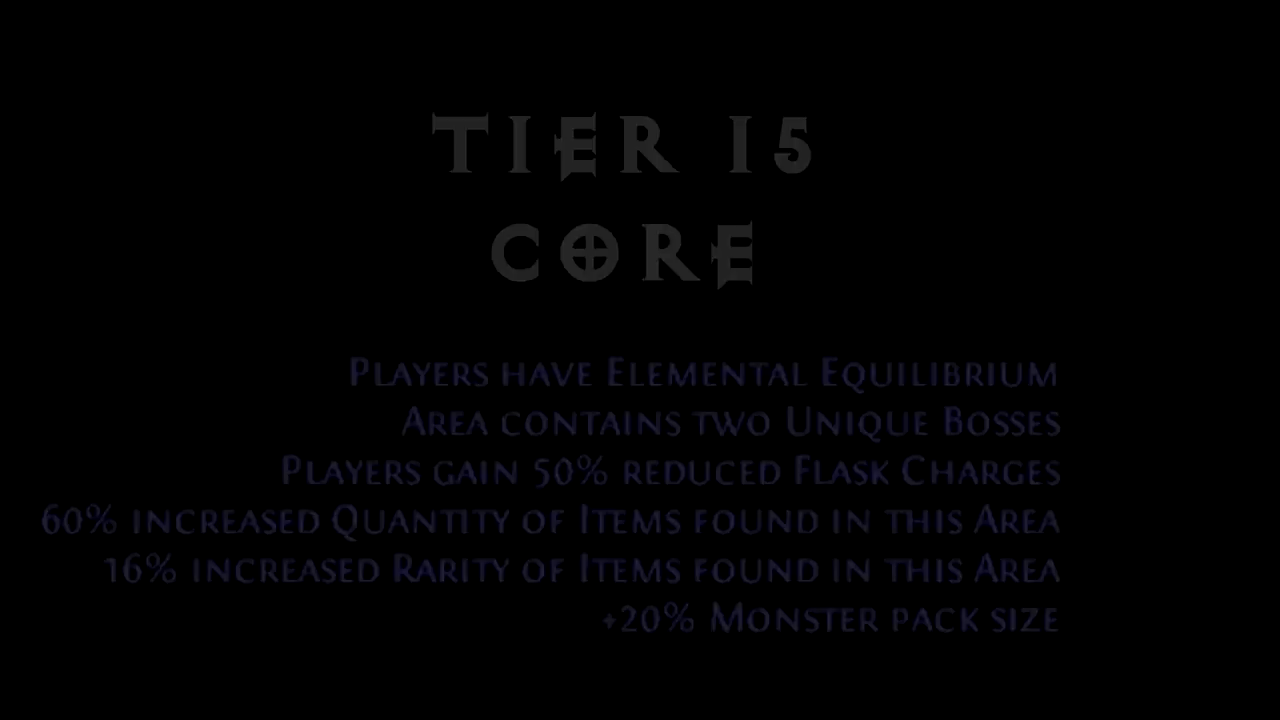 TIER 15
CORE
Players have Elemental Equilibrium
Area contains two Unique Bosses
Players gain 50% reduced Flask Charges
60% increased Quantity of Items found in this Area
16% increased Rarity of Items found in this Area
+20% Monster pack size